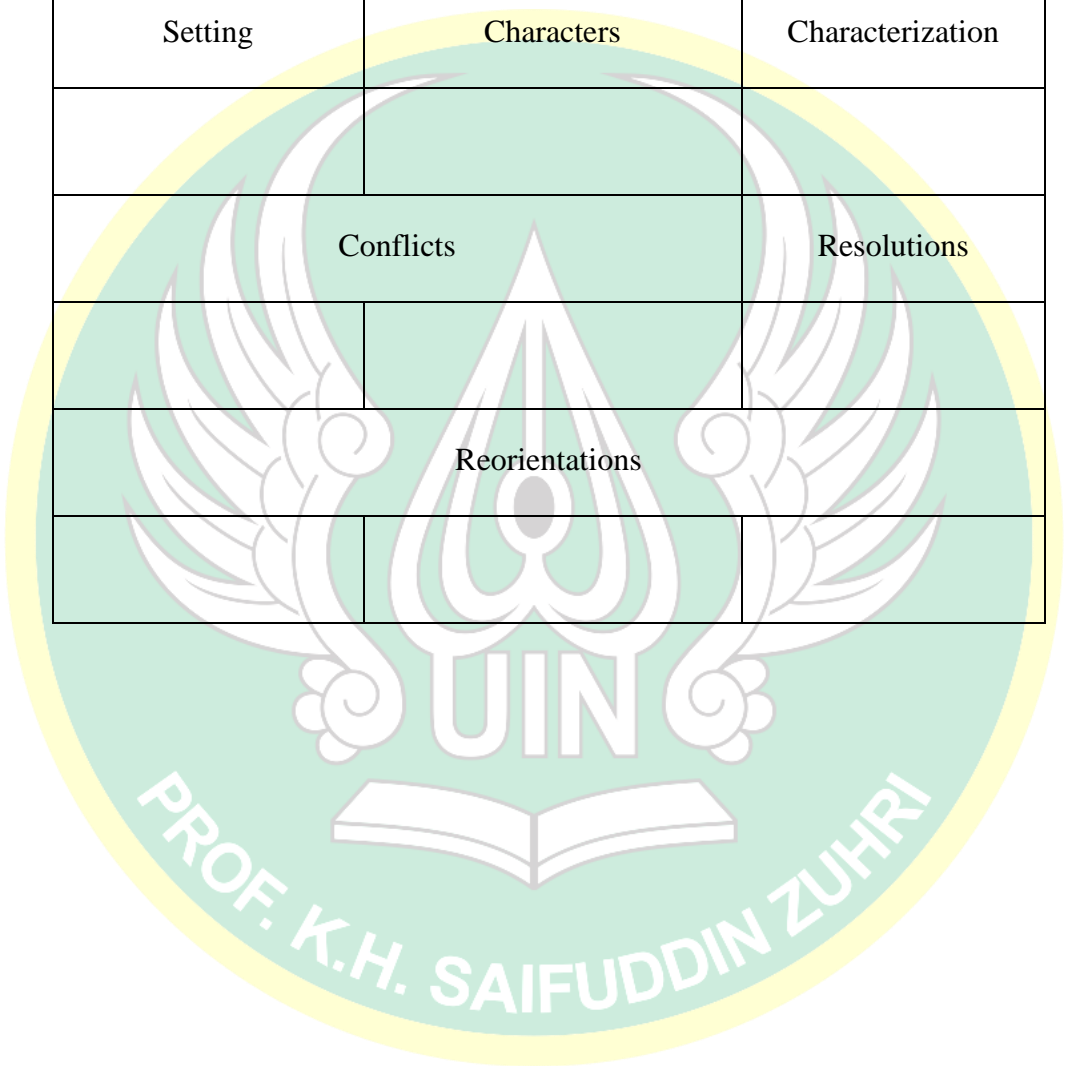 Setting Characters Characterization
Conflicts Resolutions
Reorientations
UIN
PROF. K.H. SAIFUDDIN ZUHRI